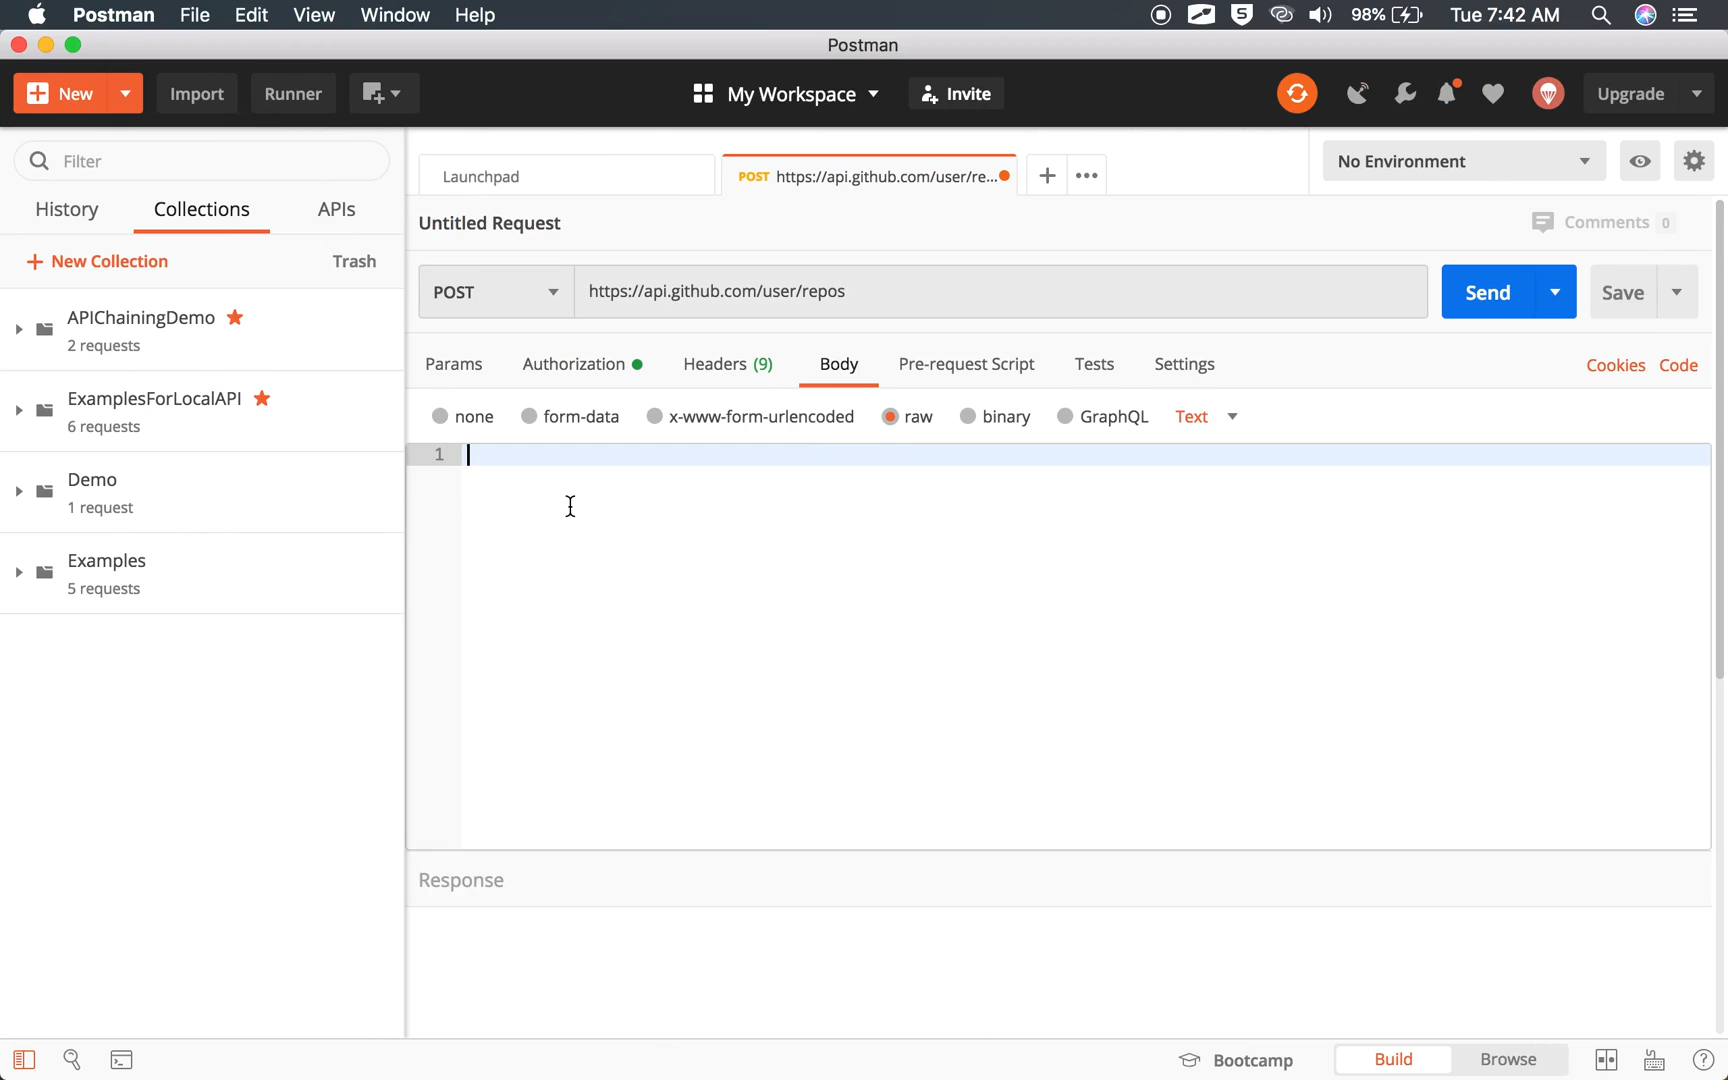 Postman File Edit View Window Help 98% Tue 7:42 AM
Postman
New Import Runner My Workspace Invite Upgrade
Filter
Launchpad POST https://api.github.com/user/re... No Environment
History Collections APIs
Untitled Request Comments 0
New Collection Trash
POST https://api.github.com/user/repos Send Save
APIChainingDemo
2 requests
Params Authorization Headers (9) Body Pre-request Script Tests Settings Cookies Code
ExamplesForLocalAPI
6 requests
none form-data x-www-form-urlencoded raw binary GraphQL Text
1
Demo
1 request
Examples
5 requests
Response
Bootcamp Build Browse